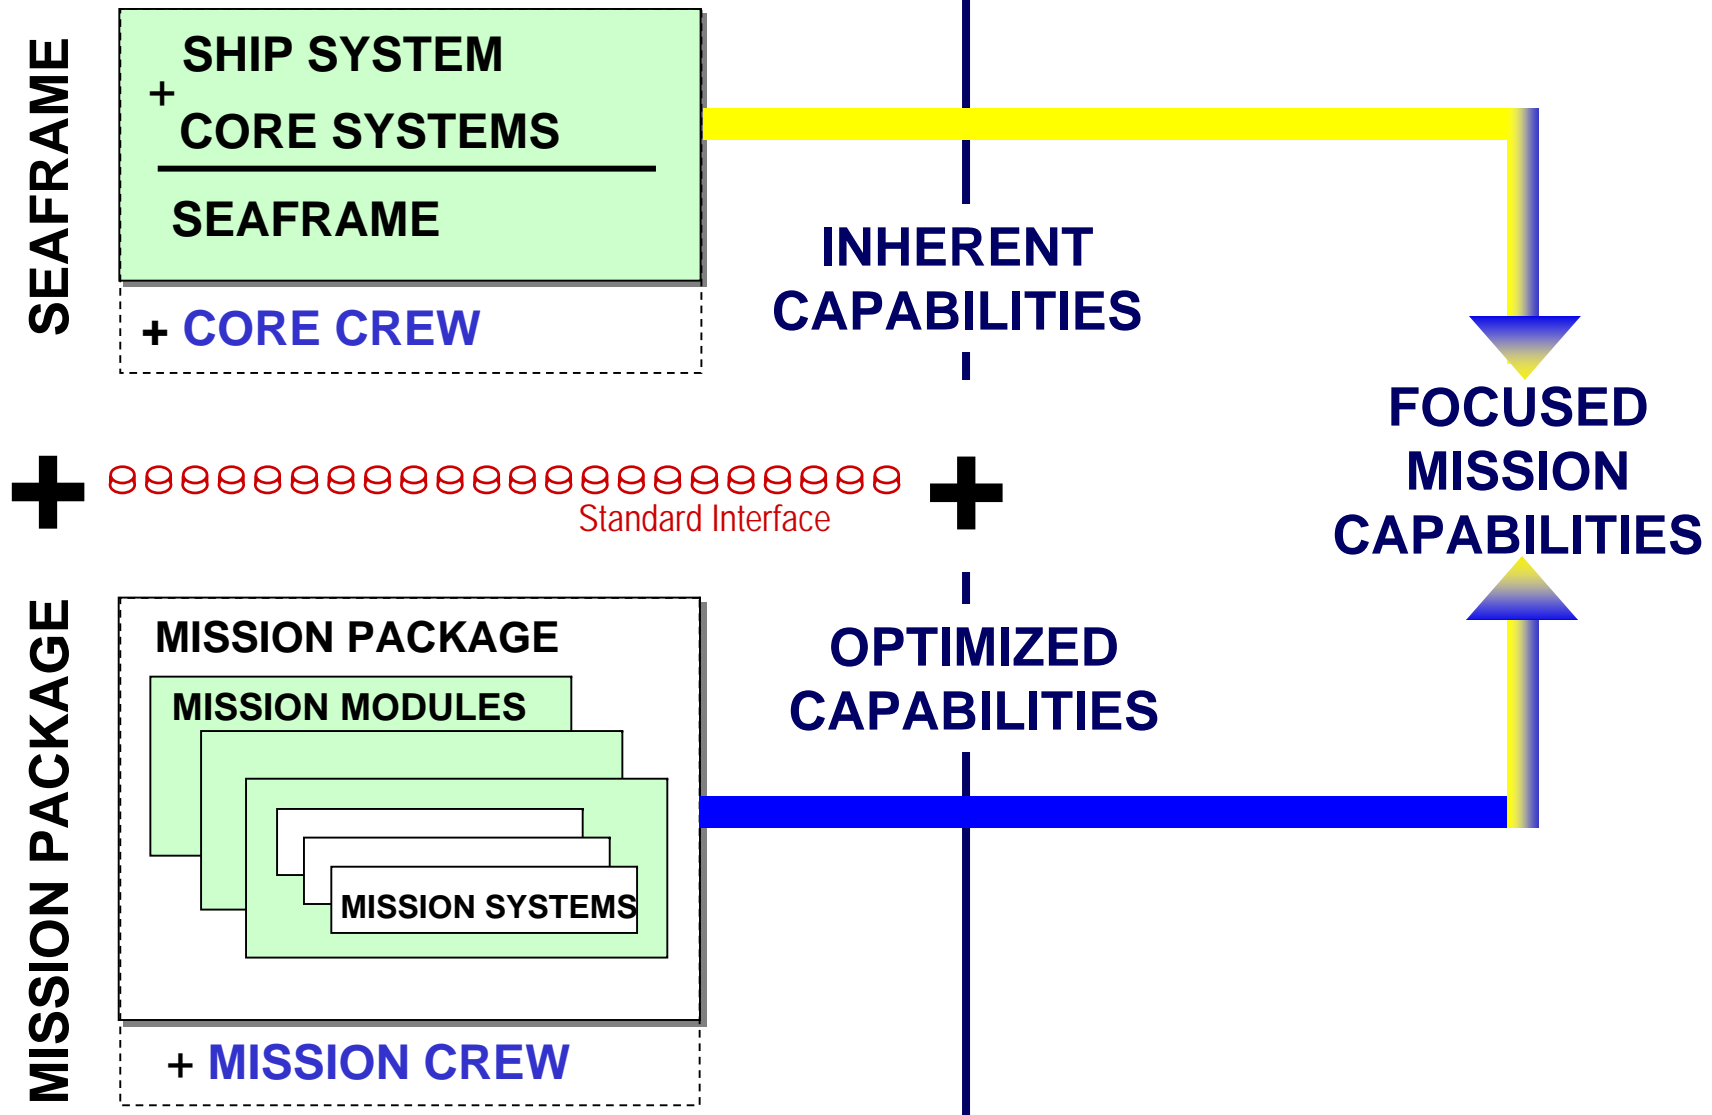 SEAFRAME
SHIP SYSTEM
+
CORE SYSTEMS
SEAFRAME
+ CORE CREW
INHERENT
CAPABILITIES
+
Standard Interface
+
FOCUSED
MISSION
CAPABILITIES
MISSION PACKAGE
MISSION PACKAGE
MISSION MODULES
MISSION SYSTEMS
+ MISSION CREW
OPTIMIZED
CAPABILITIES